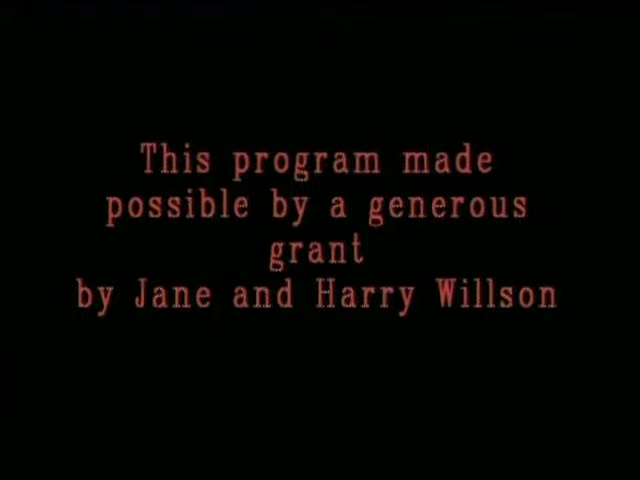 This program made
possible by a generous
grant
by Jane and Harry Willson